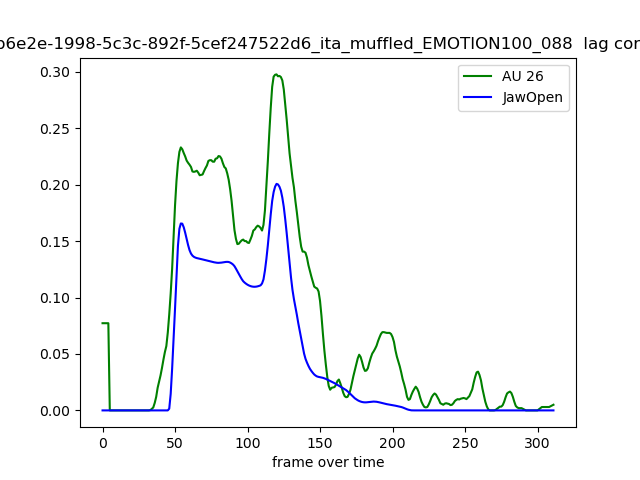 b6e2e-1998-5c3c-892f-5cef247522d6_ita_muffled_EMOTION100_088 lag cor
AU 26
JawOpen
0.30
0.25
0.20
0.15
0.10
0.05
0.00
0 50 100 150 200 250 300
frame over time